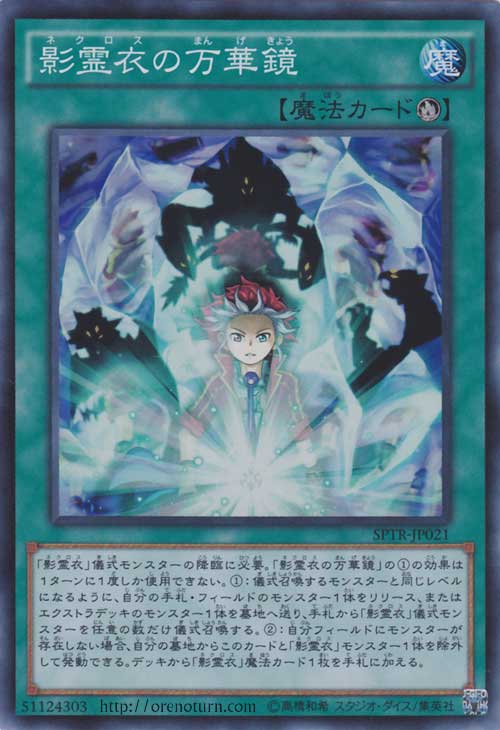 ネクロス まんげきょう
影霊衣の万華鏡
魔
まほう
【魔法カード】
SPTR-JP021
「影霊衣」儀式モンスターの降臨に必要。「影霊衣の万華鏡」の①の効果は
1ターンに1度しか使用できない。①:儀式召喚するモンスターと同じレベル
になるように、自分の手札・フィールドのモンスター1体をリリース、または
エクストラデッキのモンスター1体を墓地へ送り、手札から「影霊衣」儀式モン
スターを任意の数だけ儀式召喚する。②:自分フィールドにモンスターが
存在しない場合、自分の墓地からこのカードと「影霊衣」モンスター1体を除外
して発動できる。デッキから「影霊衣」魔法カード1枚を手札に加える。
51124303 http://orenoturn.com ©高橋和希 スタジオ・ダイス/集英社